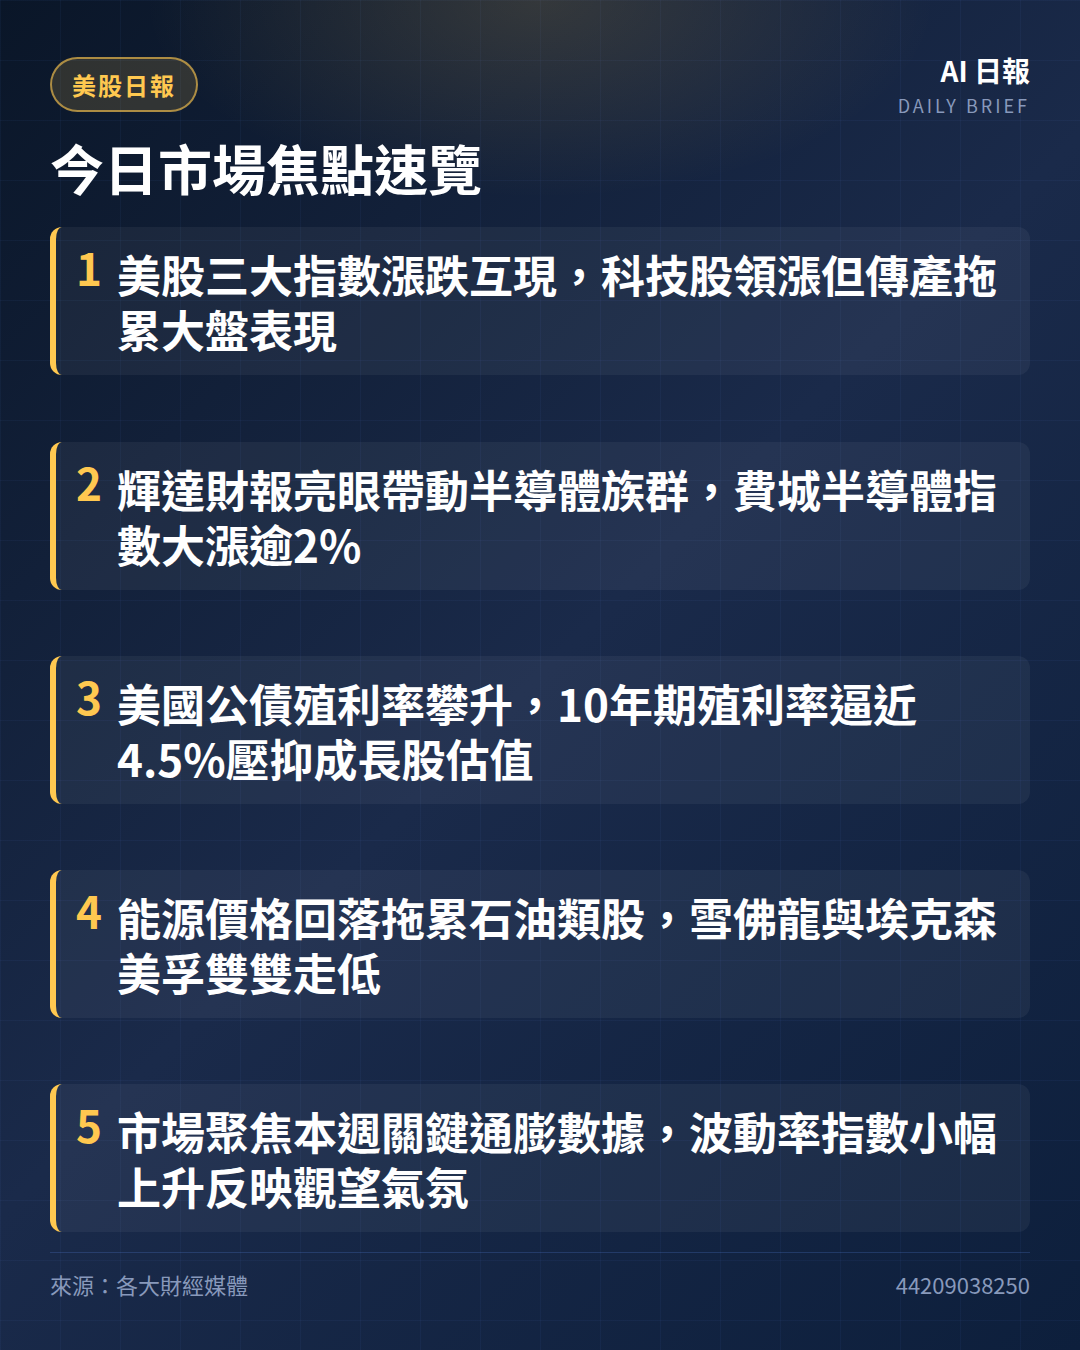 美股日報
AI 日報
DAILY BRIEF
今日市場焦點速覽
1 美股三大指數漲跌互現，科技股領漲但傳產拖
累大盤表現
2 輝達財報亮眼帶動半導體族群，費城半導體指
數大漲逾2%
3 美國公債殖利率攀升，10年期殖利率逼近
4.5%壓抑成長股估值
4 能源價格回落拖累石油類股，雪佛龍與埃克森
美孚雙雙走低
5 市場聚焦本週關鍵通膨數據，波動率指數小幅
上升反映觀望氣氛
來源：各大財經媒體
44209038250